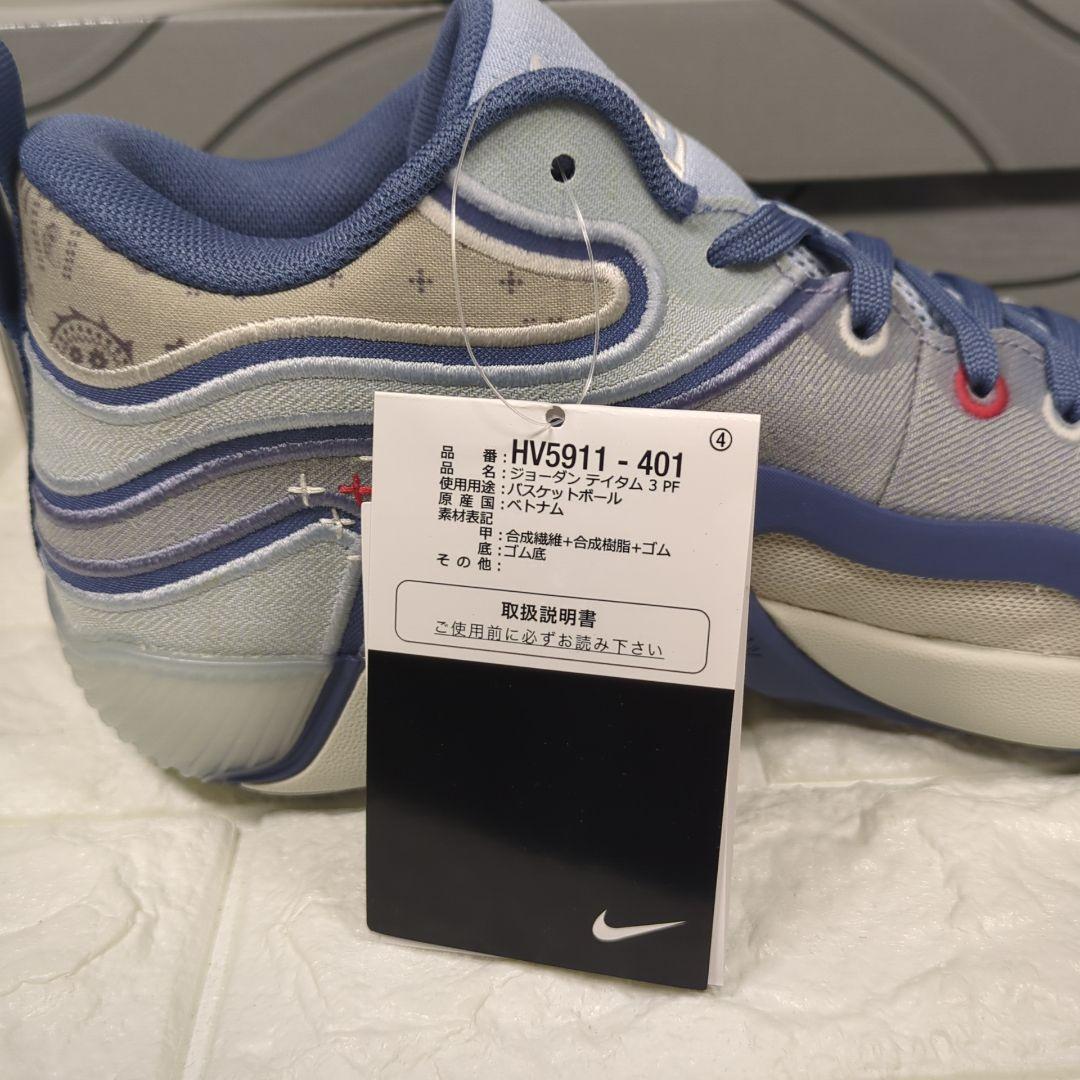 ④
品 番：HV5911 - 401
品 名：ジョーダン テイタム 3 PF
使用用途：バスケットボール
原 産 国：ベトナム
素材表記
甲：合成繊維+合成樹脂+ゴム
底：ゴム底
そ の 他：
取扱説明書
ご使用前に必ずお読み下さい